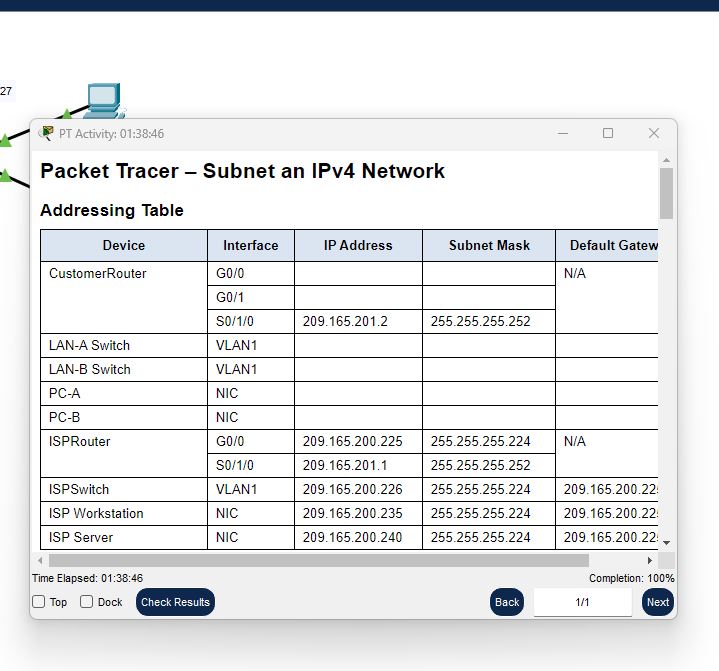 27
PT Activity: 01:38:46
Packet Tracer – Subnet an IPv4 Network
Addressing Table
Device Interface IP Address Subnet Mask Default Gatew
CustomerRouter G0/0 N/A
G0/1
S0/1/0 209.165.201.2 255.255.255.252
LAN-A Switch VLAN1
LAN-B Switch VLAN1
PC-A NIC
PC-B NIC
ISPRouter G0/0 209.165.200.225 255.255.255.224 N/A
S0/1/0 209.165.201.1 255.255.255.252
ISPSwitch VLAN1 209.165.200.226 255.255.255.224 209.165.200.22
ISP Workstation NIC 209.165.200.235 255.255.255.224 209.165.200.22
ISP Server NIC 209.165.200.240 255.255.255.224 209.165.200.22
Time Elapsed: 01:38:46 Completion: 100%
Top Dock Check Results Back 1/1 Next